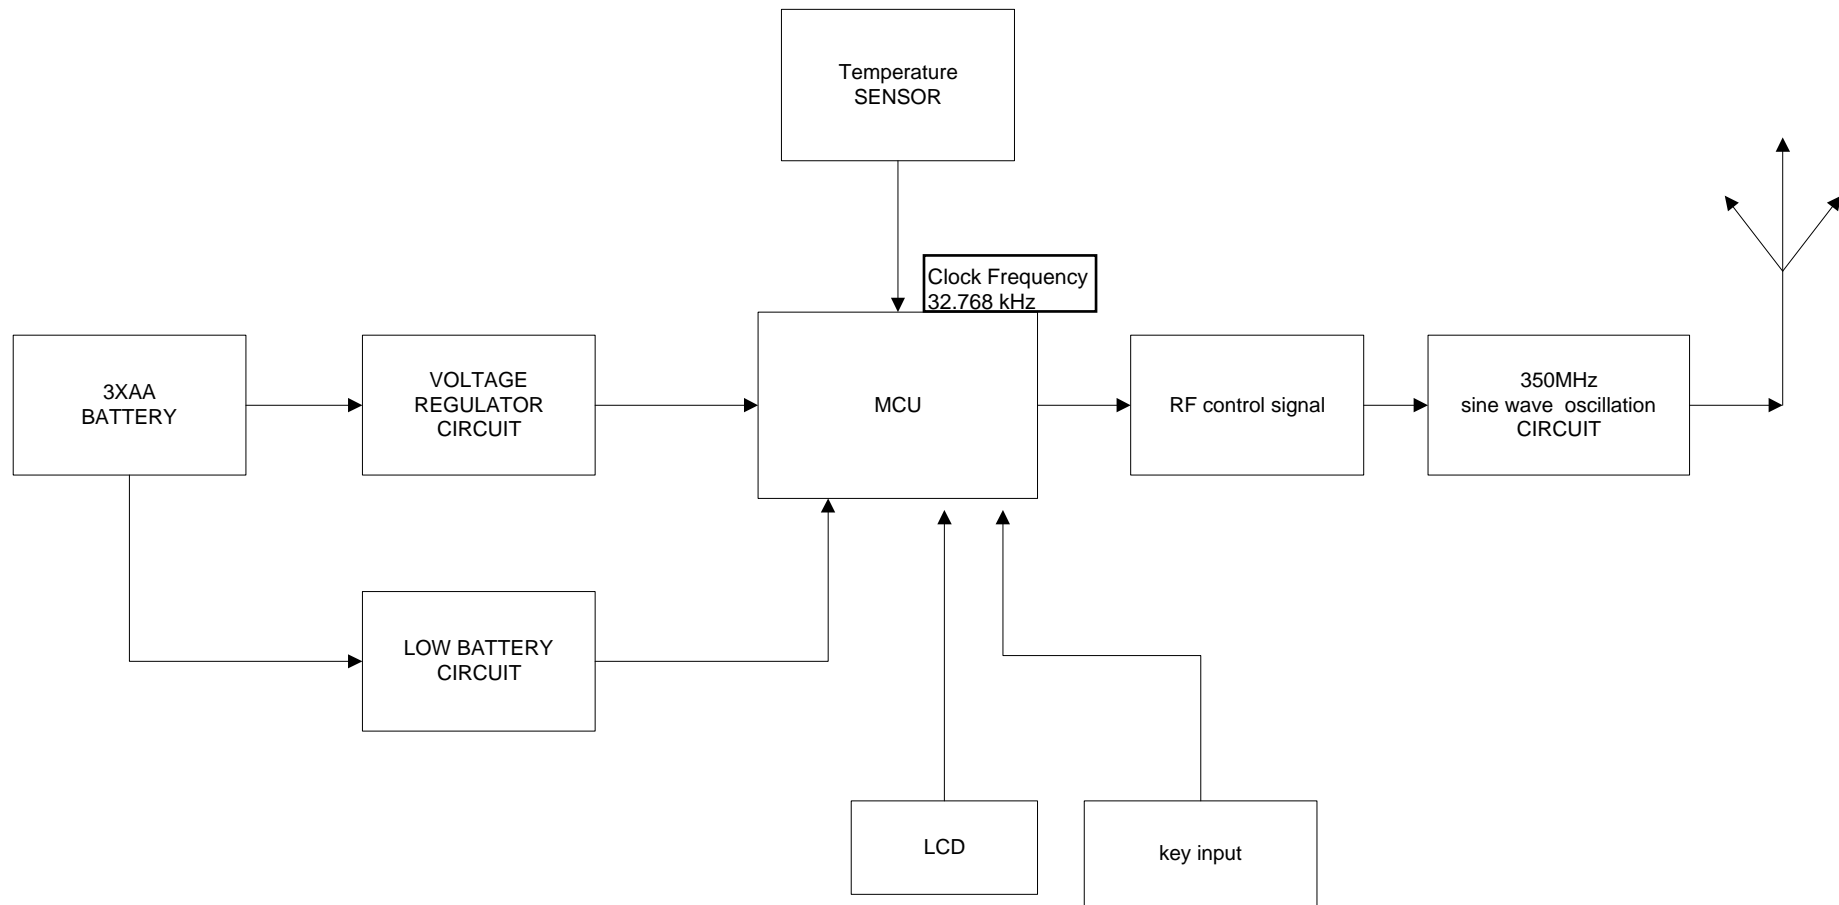 Temperature
SENSOR
Clock Frequency
32.768 kHz
3XAA
BATTERY
VOLTAGE
REGULATOR
CIRCUIT
MCU
RF control signal
350MHz
sine wave  oscillation
CIRCUIT
LOW BATTERY
CIRCUIT
LCD
key input